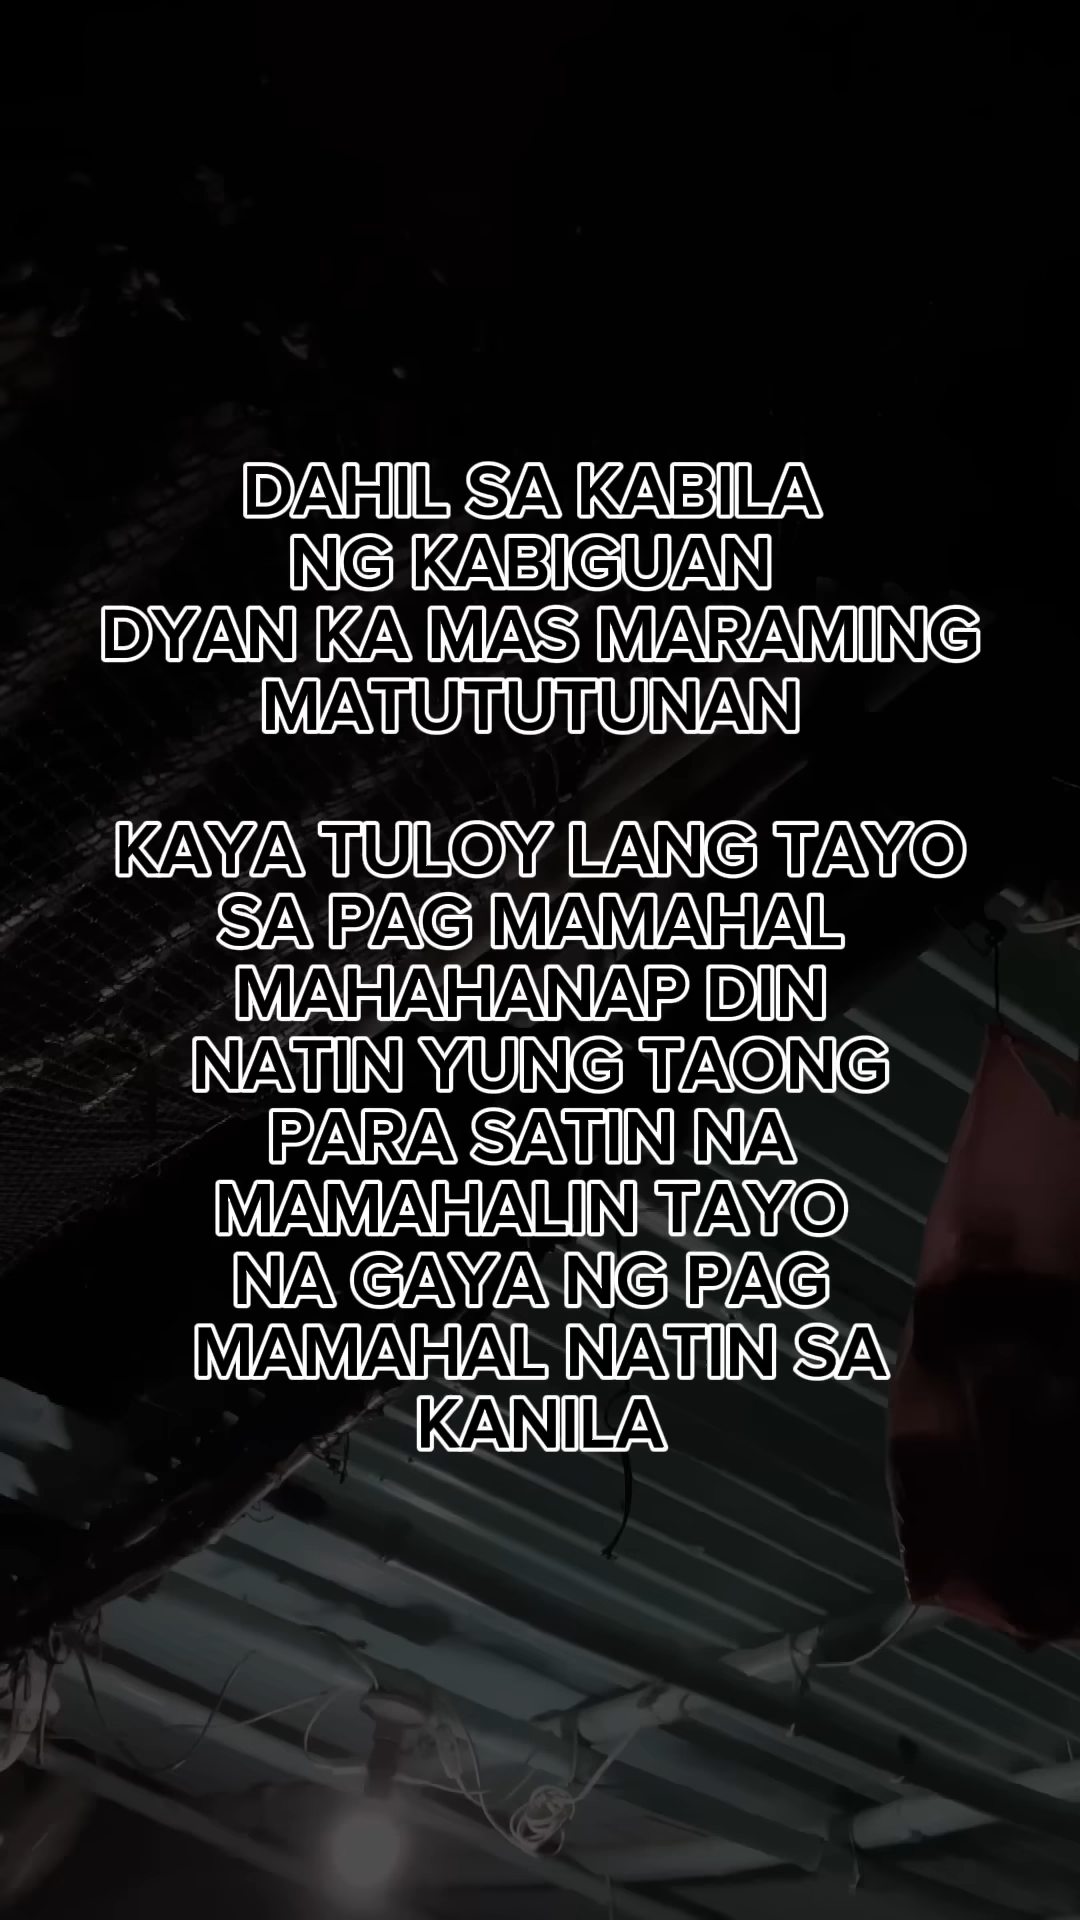 DAHIL SA KABILA
NG KABIGUAN
DYAN KA MAS MARAMING
MATUTUTUNAN
KAYA TULOY LANG TAYO
SA PAG MAMAHAL
MAHAHANAP DIN
NATIN YUNG TAONG
PARA SATIN NA
MAMAHALIN TAYO
NA GAYA NG PAG
MAMAHAL NATIN SA
KANILA